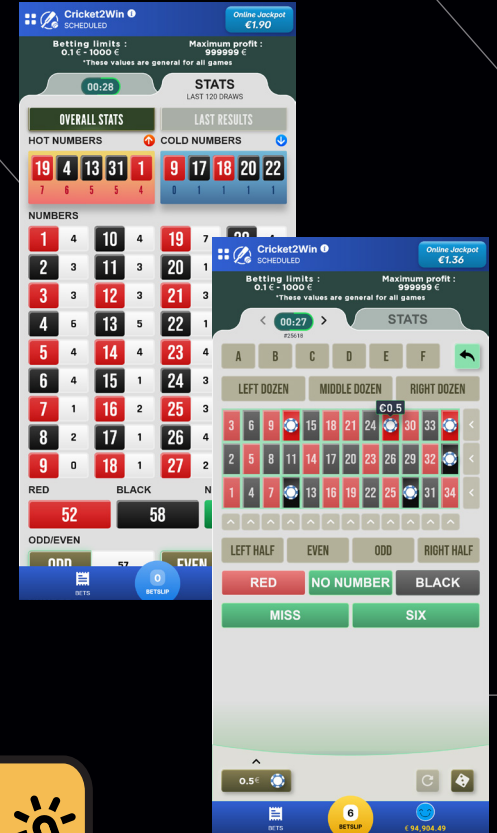 Cricket2Win
SCHEDULED
Online Jackpot
€1.90
Betting limits :
0.1 € - 1000 €
Maximum profit :
999999 €
*These values are general for all games
00:28
STATS
LAST 120 DRAWS
OVERALL STATS
LAST RESULTS
HOT NUMBERS
COLD NUMBERS
19 4 13 31 1
9 17 18 20 22
7 6 5 5 4
0 1 1 1 1
NUMBERS
1 4 10 4 19 7
2 3 11 3 20 1
3 3 12 3 21 3
4 6 13 5 22 1
5 4 14 4 23 4
6 4 15 1 24 3
7 1 16 2 25 3
8 2 17 1 26 4
9 0 18 1 27 2
RED
BLACK
N
52
58
ODD/EVEN
ODD
57
EVEN
BETS
0
BETSLIP
Cricket2Win
SCHEDULED
Online Jackpot
€1.36
Betting limits :
0.1 € - 1000 €
Maximum profit :
999999 €
*These values are general for all games
00:27
#25618
STATS
A B C D E F
LEFT DOZEN
MIDDLE DOZEN
RIGHT DOZEN
€0.5
3 6 9 15 18 21 24 30 33
2 5 8 11 14 17 20 23 26 29 32
1 4 7 13 16 19 22 25 31 34
LEFT HALF
EVEN
ODD
RIGHT HALF
RED
NO NUMBER
BLACK
MISS
SIX
0.5€
BETS
6
BETSLIP
€ 94,904.49